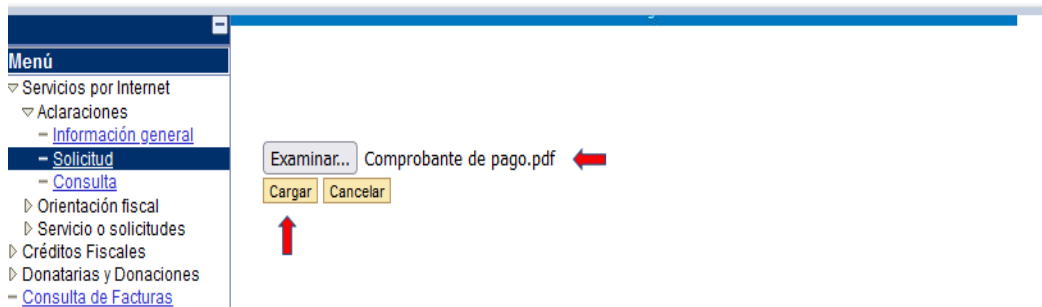 Menú
Servicios por Internet
Aclaraciones
Información general
Solicitud
Consulta
Orientación fiscal
Servicio o solicitudes
Créditos Fiscales
Donatarias y Donaciones
Consulta de Facturas
Examinar... Comprobante de pago.pdf
Cargar Cancelar